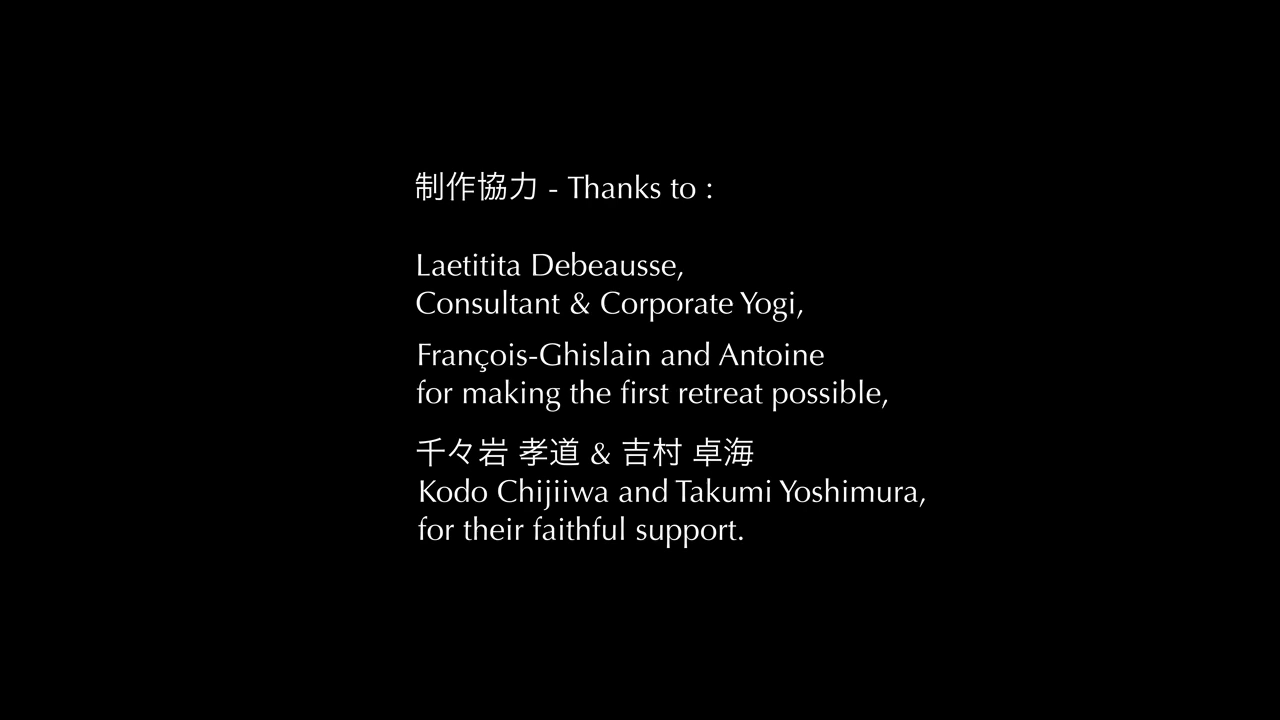 制作協力 - Thanks to :
Laetitita Debeausse,
Consultant & Corporate Yogi,
François-Ghislain and Antoine
for making the first retreat possible,
千々岩 孝道 & 吉村 卓海
Kodo Chijiiwa and Takumi Yoshimura,
for their faithful support.